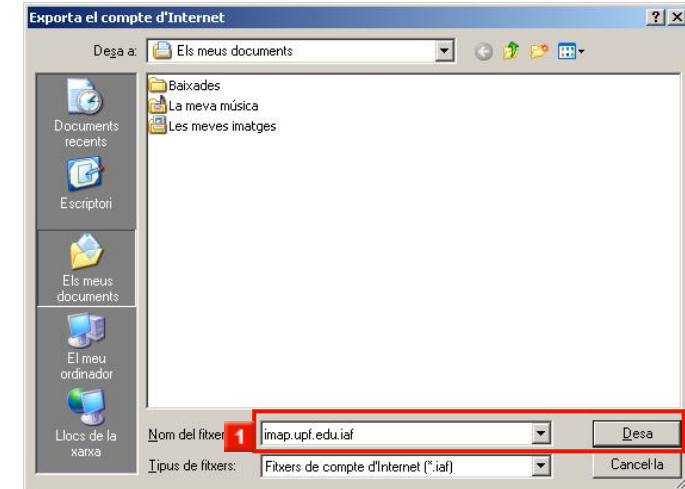 Exporta el compte d'Internet
Desa a:
Els meus documents
Baixades
La meva música
Les meves imatges
Documents
recents
Escriptori
Els meus
documents
El meu
ordinador
Llocs de la
xarxa
Nom del fitxer
1
imap.upf.edu.iaf
Desa
Tipus de fitxers:
Fitxers de compte d'Internet (*.iaf)
Cancel·la